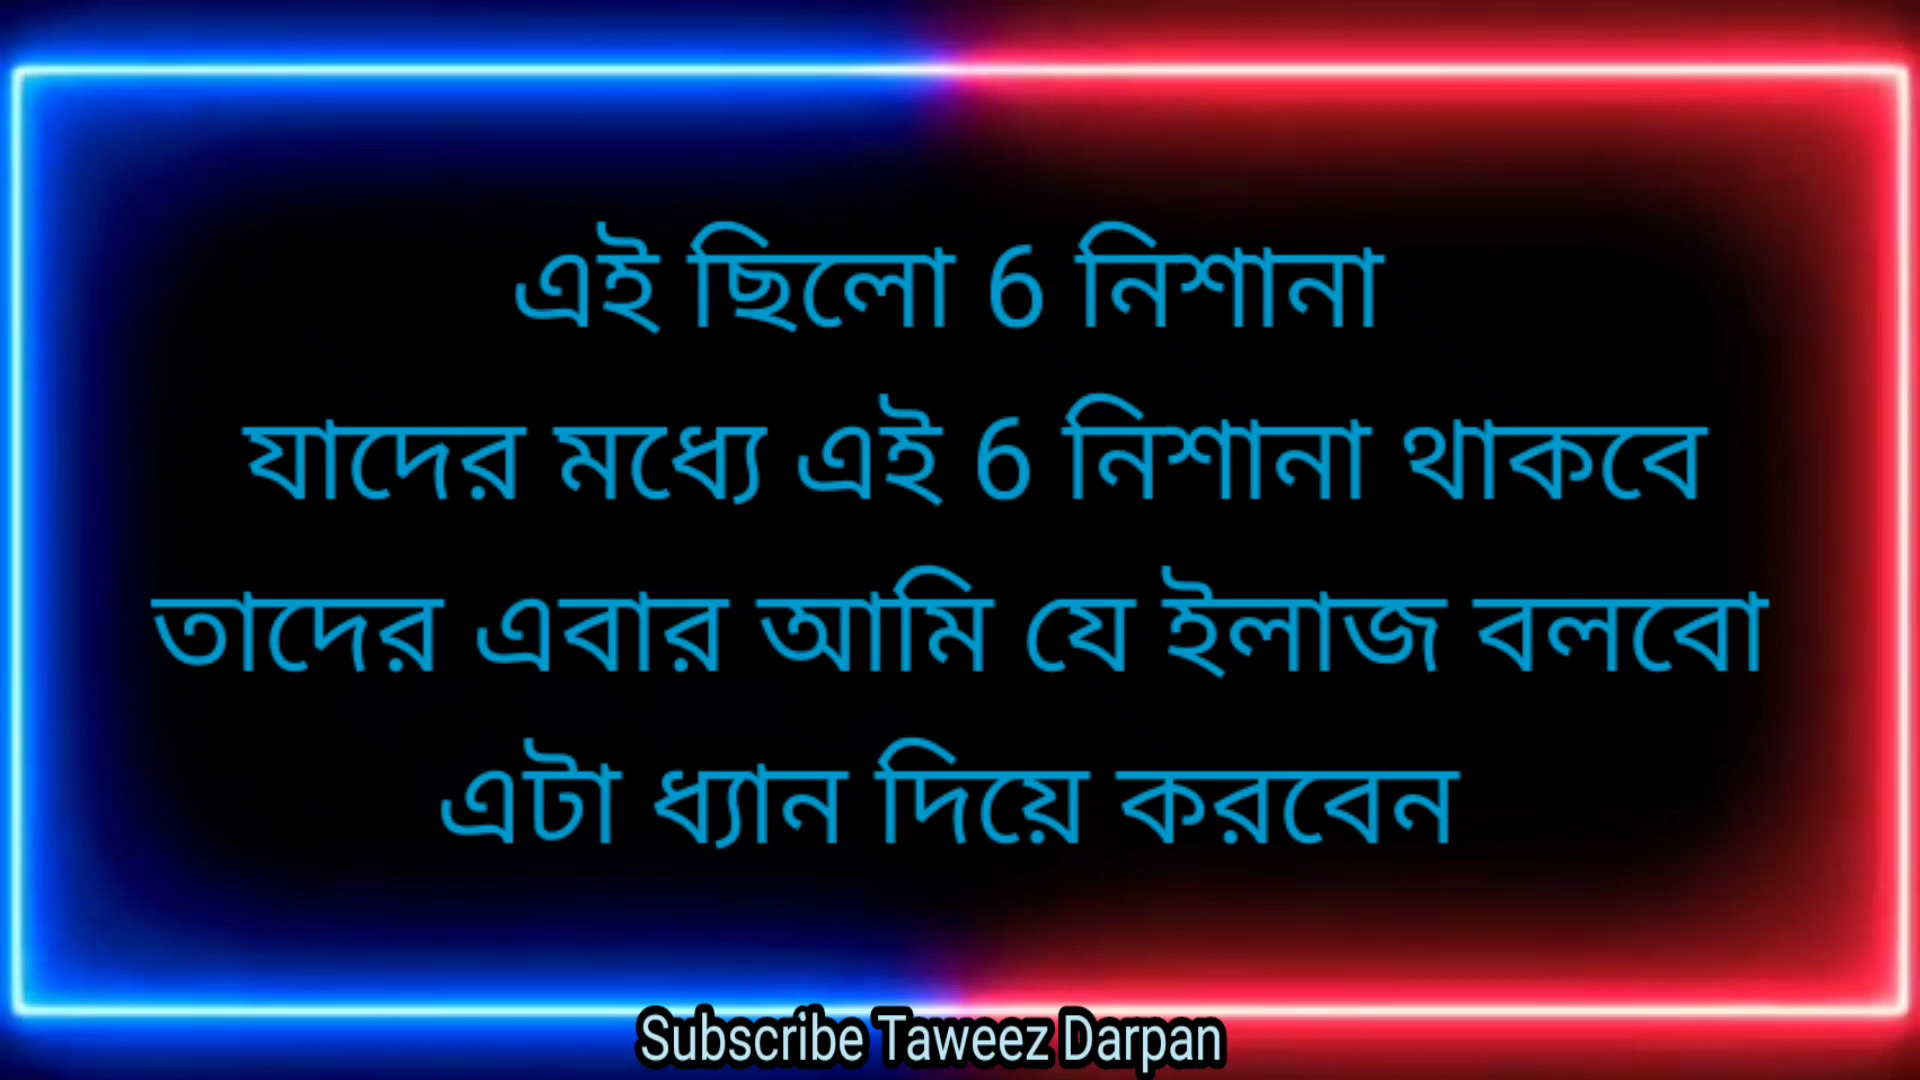 এই ছিলো 6 নিশানা
যাদের মধ্যে এই 6 নিশানা থাকবে
তাদের এবার আমি যে ইলাজ বলবো
এটা ধ্যান দিয়ে করবেন
Subscribe Taweez Darpan